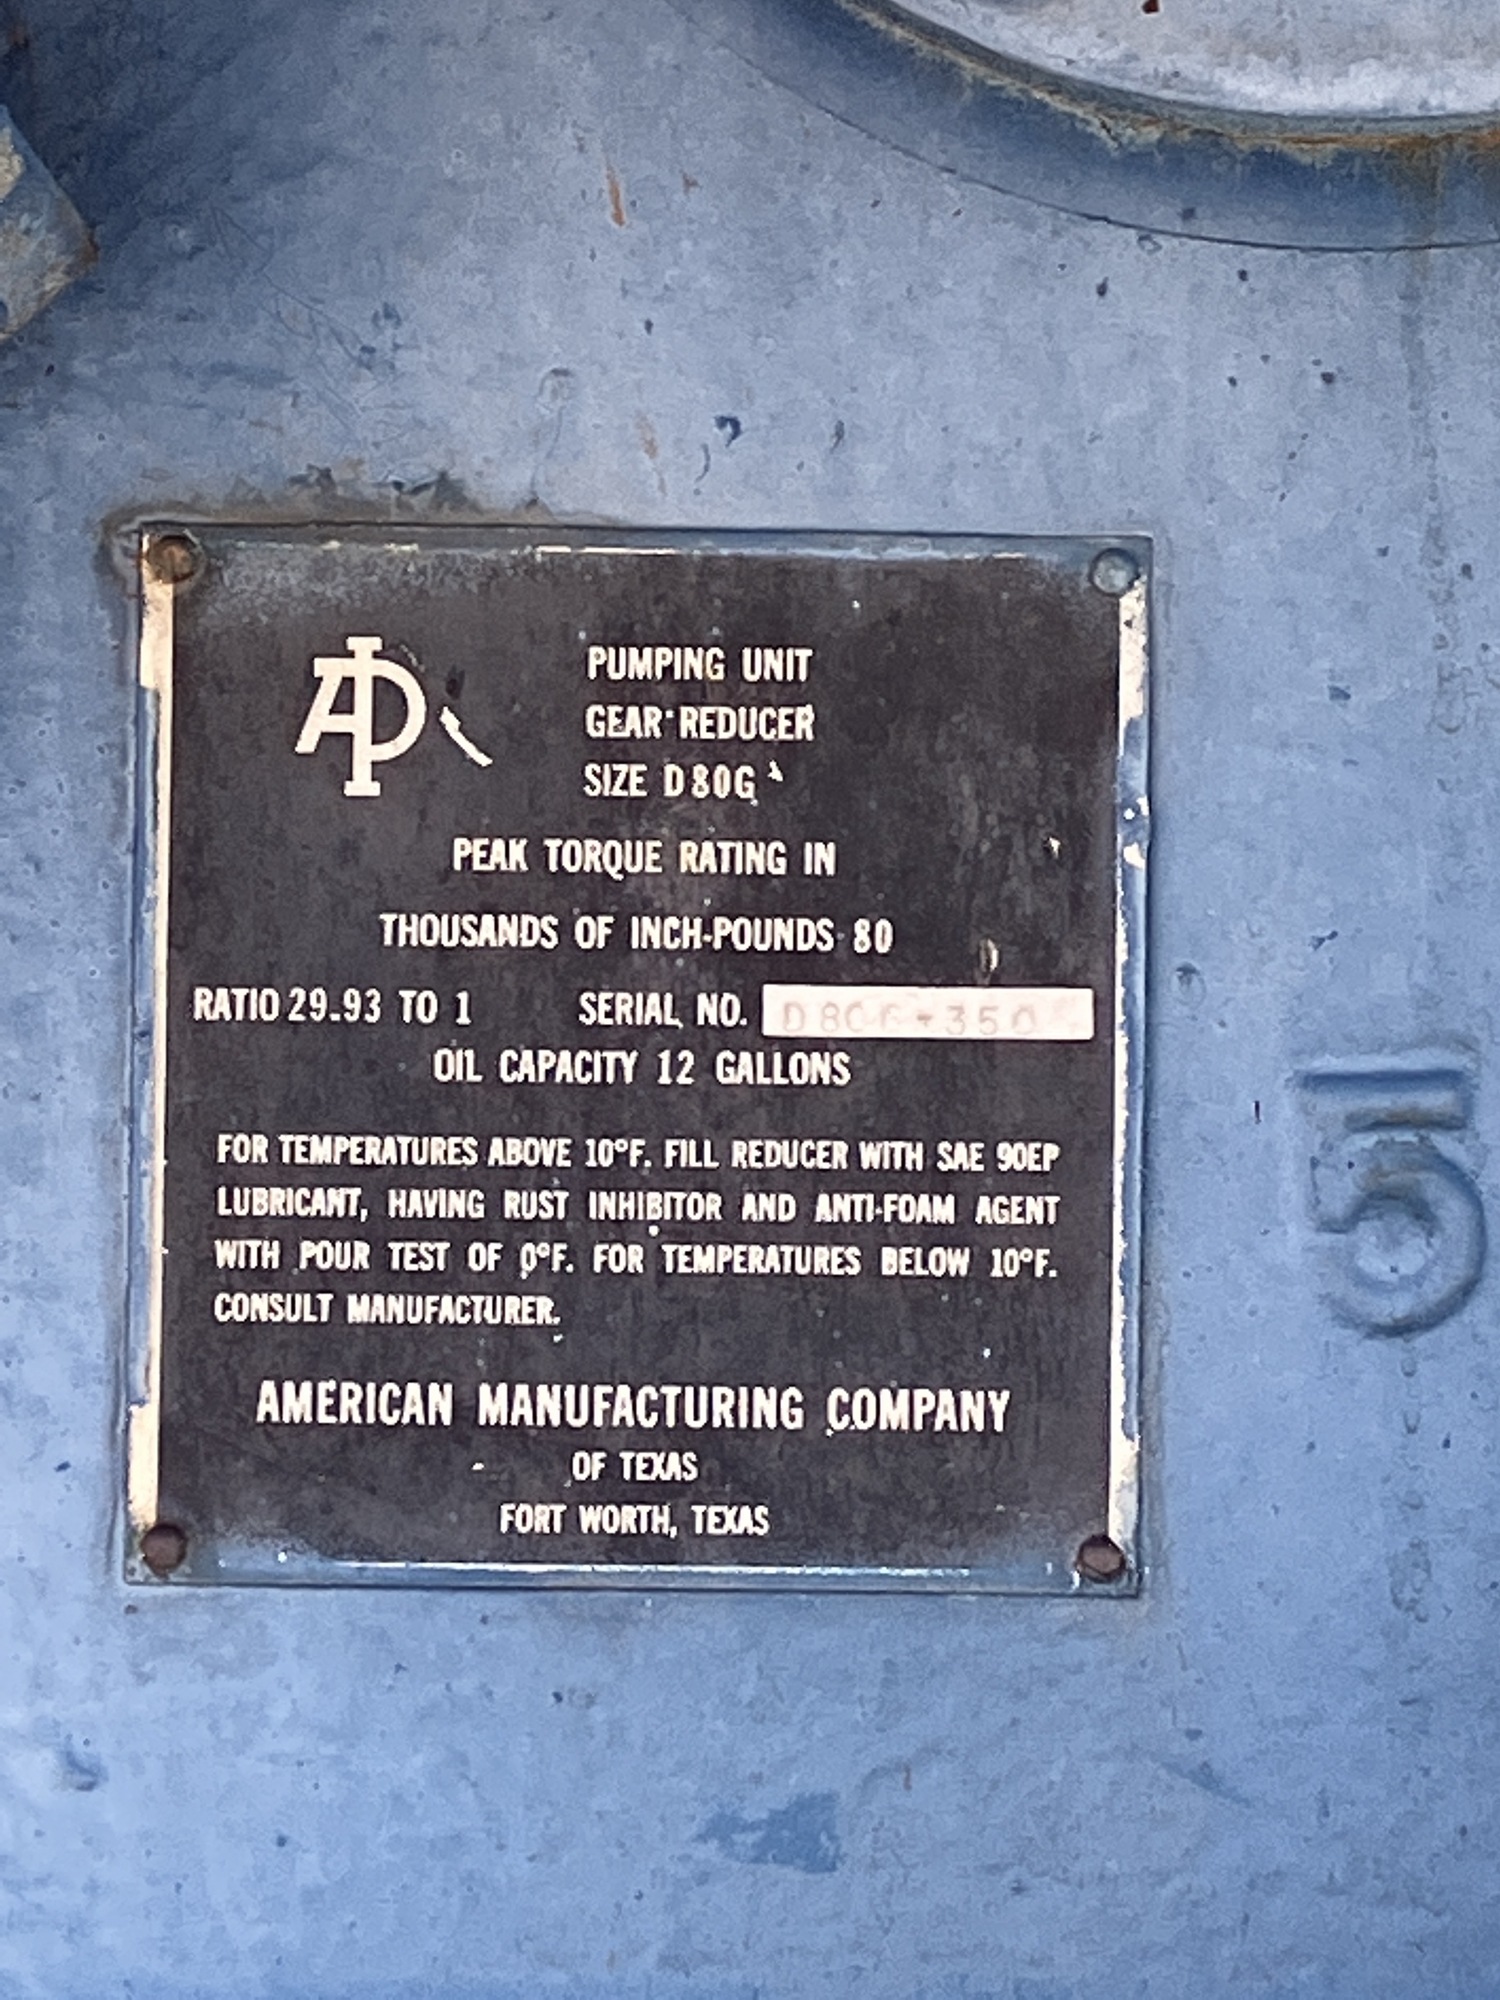 API
PUMPING UNIT
GEAR REDUCER
SIZE D80G
PEAK TORQUE RATING IN
THOUSANDS OF INCH-POUNDS 80
RATIO 29.93 TO 1 SERIAL NO.
OIL CAPACITY 12 GALLONS
FOR TEMPERATURES ABOVE 10°F. FILL REDUCER WITH SAE 90EP
LUBRICANT, HAVING RUST INHIBITOR AND ANTI-FOAM AGENT
WITH POUR TEST OF 0°F. FOR TEMPERATURES BELOW 10°F.
CONSULT MANUFACTURER.
AMERICAN MANUFACTURING COMPANY
OF TEXAS
FORT WORTH, TEXAS
5